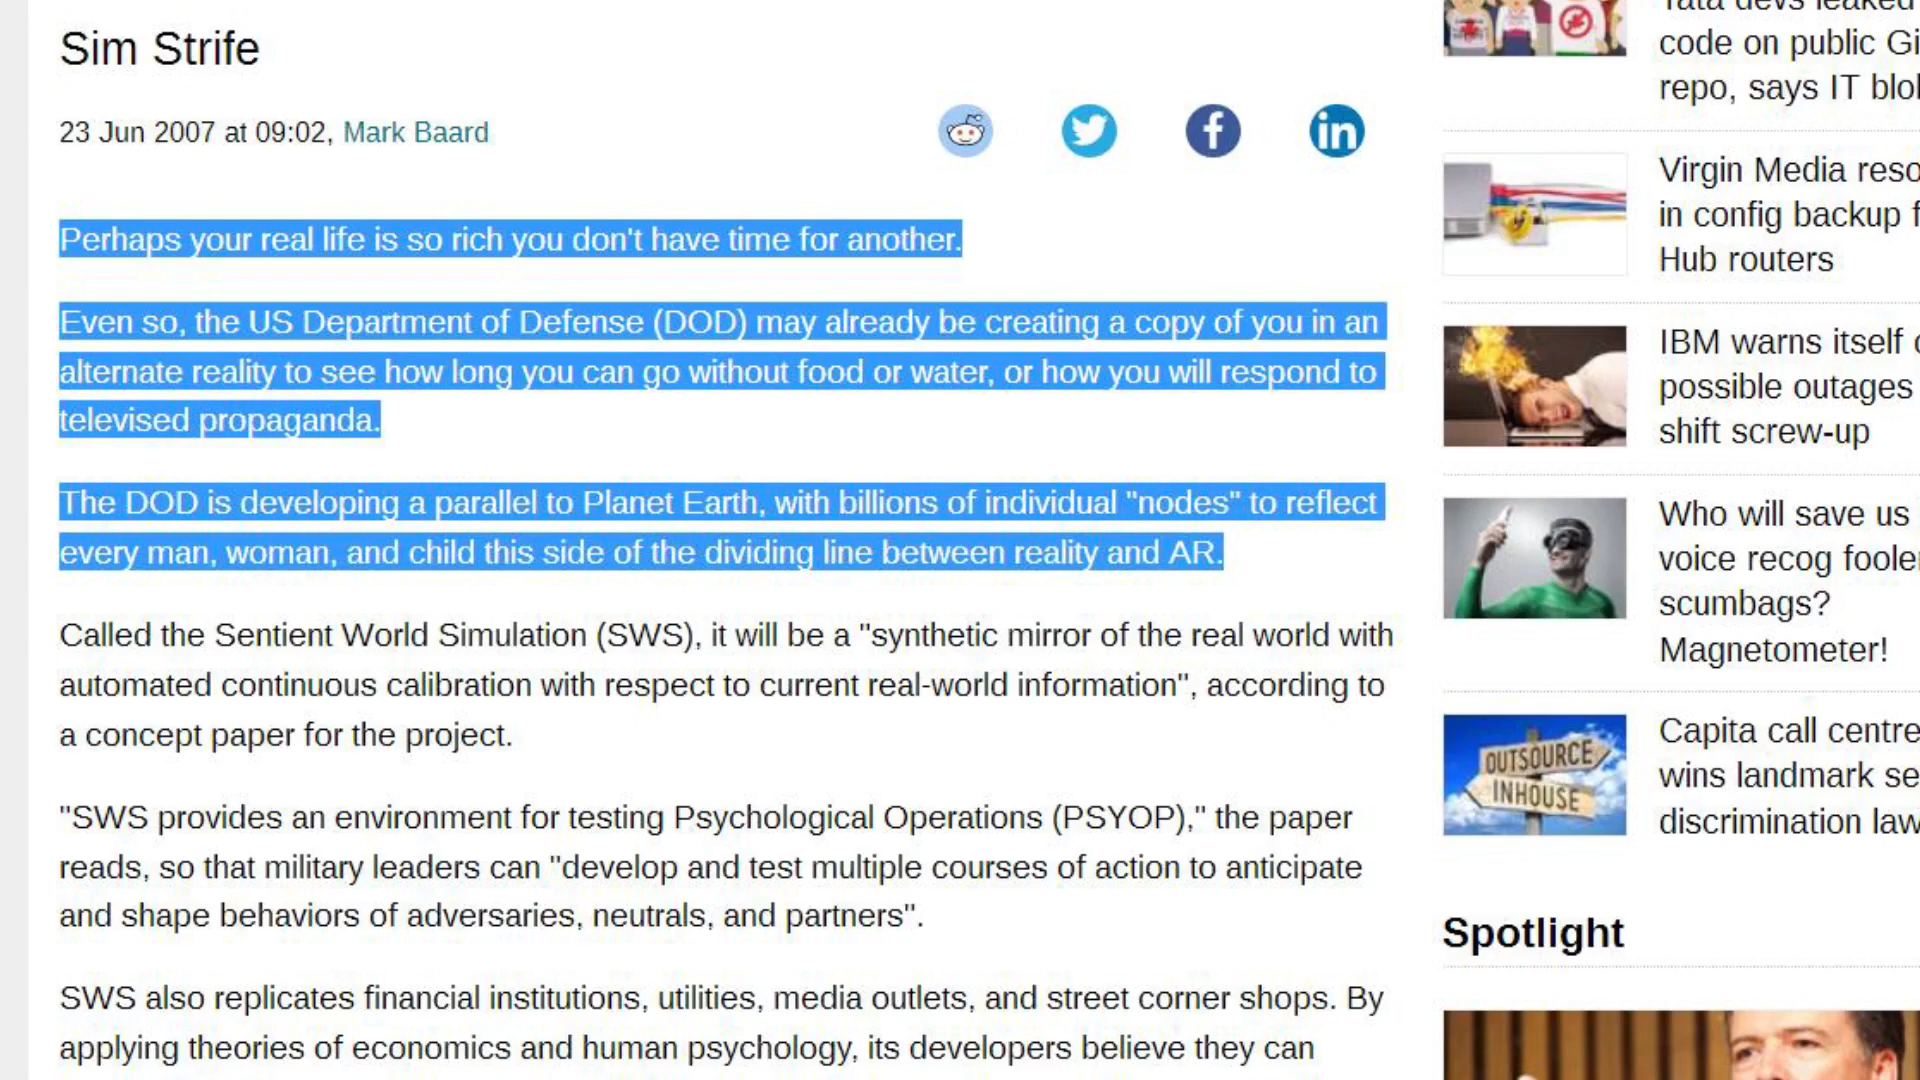 Sim Strife
23 Jun 2007 at 09:02, Mark Baard
Perhaps your real life is so rich you don't have time for another.
Even so, the US Department of Defense (DOD) may already be creating a copy of you in an
alternate reality to see how long you can go without food or water, or how you will respond to
televised propaganda.
The DOD is developing a parallel to Planet Earth, with billions of individual "nodes" to reflect
every man, woman, and child this side of the dividing line between reality and AR.
Called the Sentient World Simulation (SWS), it will be a "synthetic mirror of the real world with
automated continuous calibration with respect to current real-world information", according to
a concept paper for the project.
"SWS provides an environment for testing Psychological Operations (PSYOP)," the paper
reads, so that military leaders can "develop and test multiple courses of action to anticipate
and shape behaviors of adversaries, neutrals, and partners".
SWS also replicates financial institutions, utilities, media outlets, and street corner shops. By
applying theories of economics and human psychology, its developers believe they can
Tata devs leaked
code on public
repo, says IT
Virgin Media
in config backup
Hub routers
IBM warns itself
possible outages
shift screw-up
Who will save us
voice recog
scumbags?
Magnetometer!
OUTSOURCE
INHOUSE
Capita call centre
wins landmark
discrimination
Spotlight